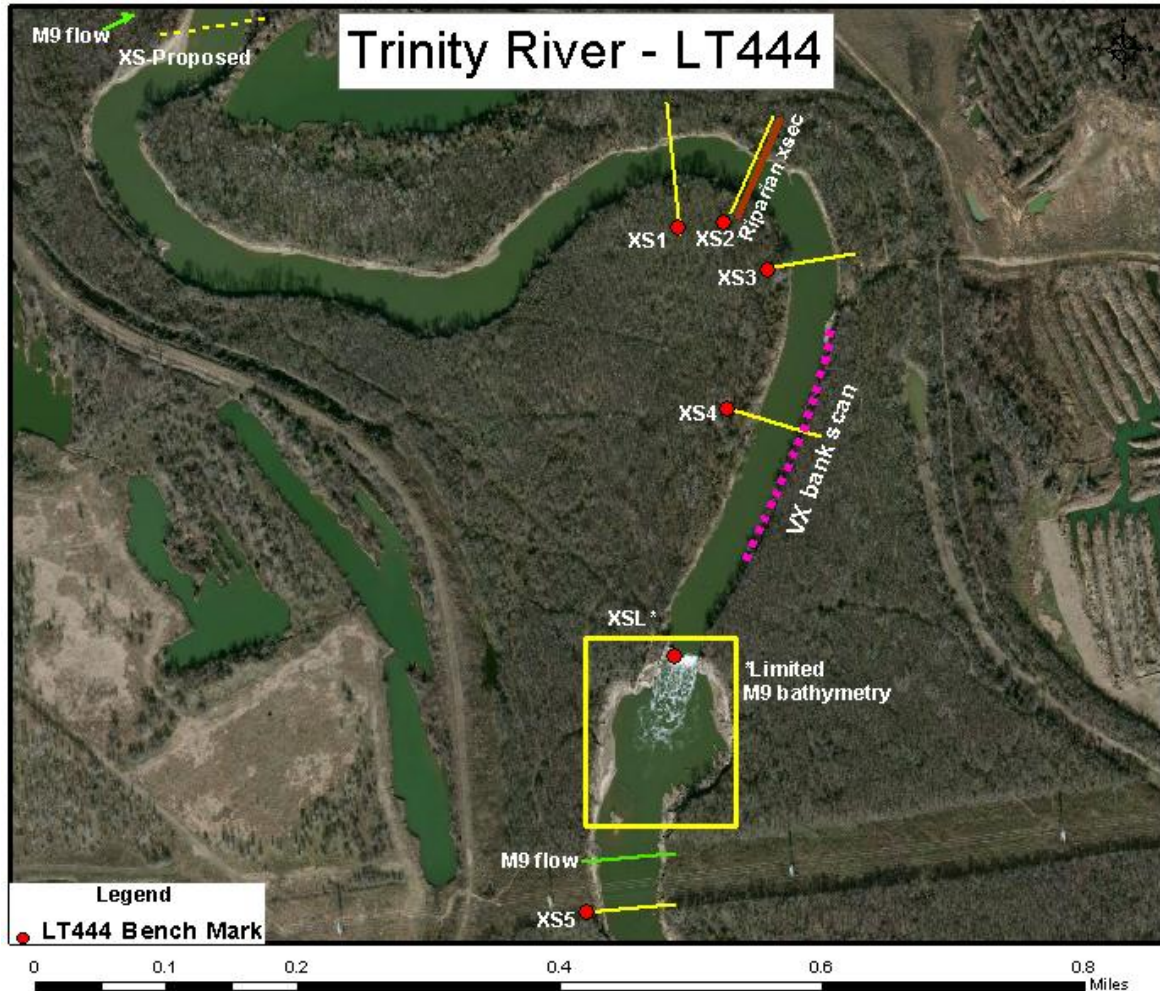 M9 flow
XS-Proposed
Trinity River - LT444
Riparian xsec
XS1
XS2
XS3
XS4
VX bank scan
XSL*
*Limited
M9 bathymetry
M9 flow
XS5
Legend
LT444 Bench Mark
0 0.1 0.2 0.4 0.6 0.8
Miles